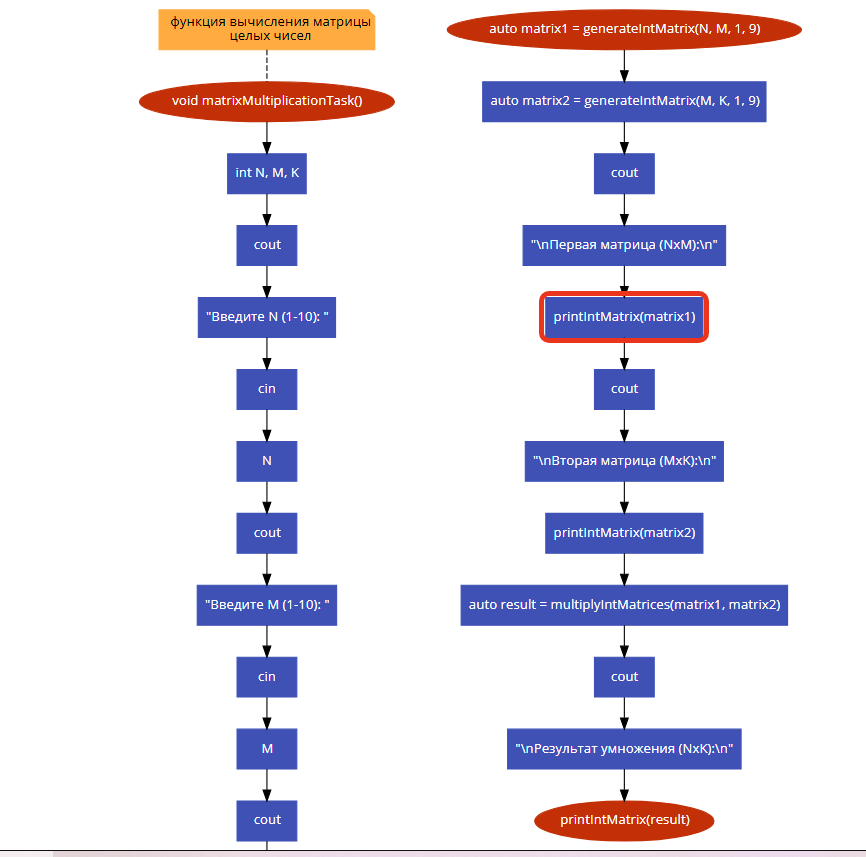 функция вычисления матрицы
целых чисел
void matrixMultiplicationTask()
int N, M, K
cout
"Введите N (1-10): "
cin
N
cout
"Введите M (1-10): "
cin
M
cout
auto matrix1 = generateIntMatrix(N, M, 1, 9)
auto matrix2 = generateIntMatrix(M, K, 1, 9)
cout
"\nПервая матрица (NxM):\n"
printIntMatrix(matrix1)
cout
"\nВторая матрица (MxK):\n"
printIntMatrix(matrix2)
auto result = multiplyIntMatrices(matrix1, matrix2)
cout
"\nРезультат умножения (NxK):\n"
printIntMatrix(result)